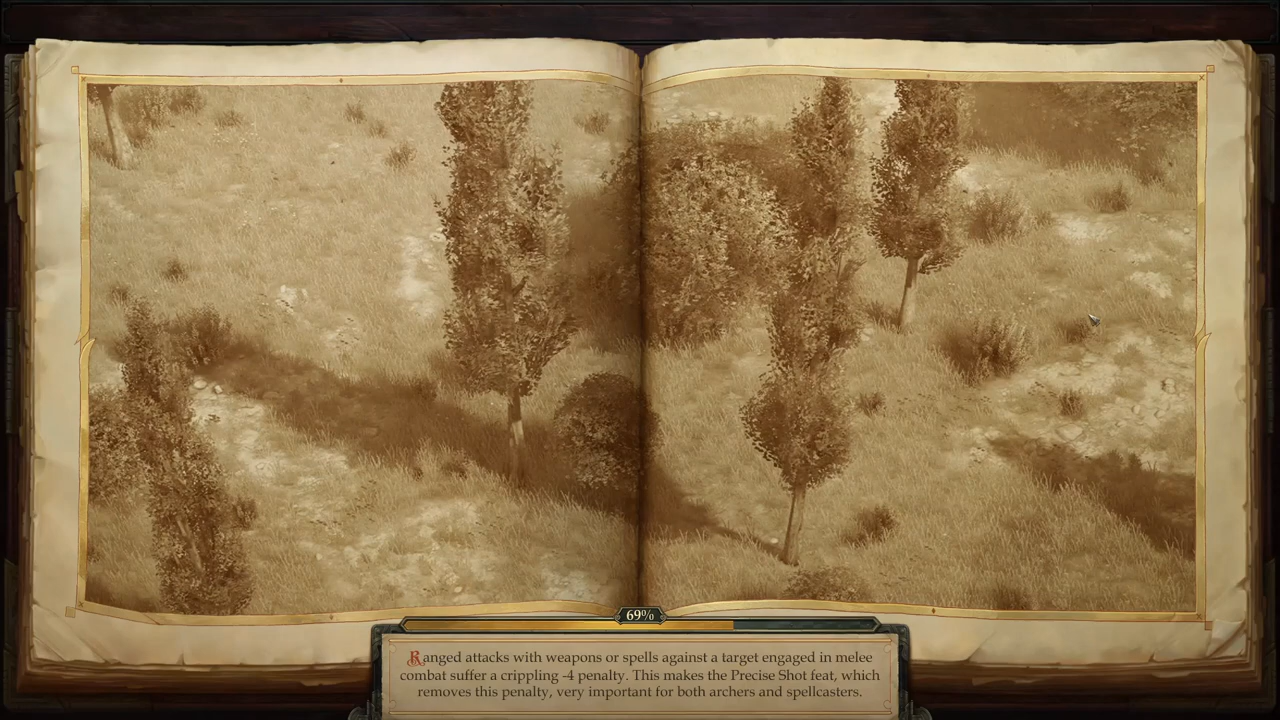 69%
Ranged attacks with weapons or spells against a target engaged in melee
combat suffer a crippling -4 penalty. This makes the Precise Shot feat, which
removes this penalty, very important for both archers and spellcasters.